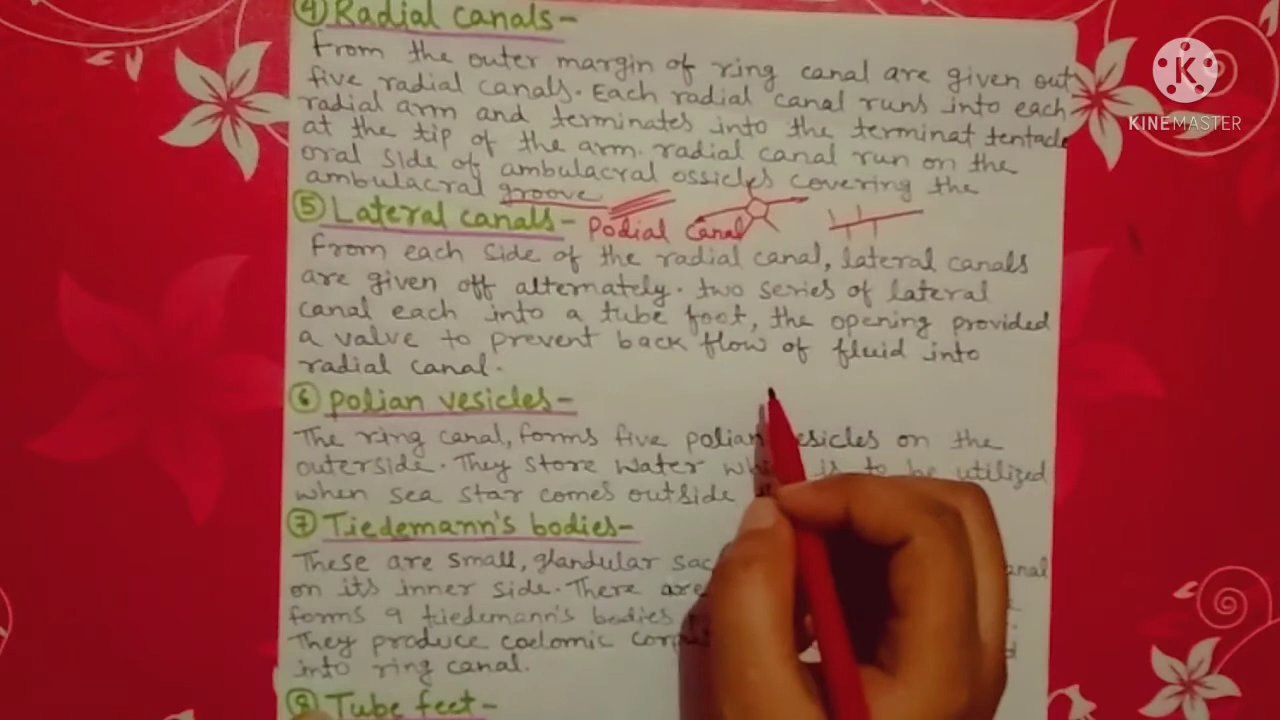 ④ Radial canals-
from the outer margin of ring canal are given out
five radial canals. Each radial canal runs into each
radial arm and terminates into the terminat tentacle
at the tip of the arm. radial canal run on the
oral side of ambulacral ossicles covering the
ambulacral groove
⑤ Lateral canals- Podial Canal
from each side of the radial canal, lateral canals
are given off alternately. two series of lateral
canal each into a tube foot, the opening provided
a valve to prevent back flow of fluid into
radial canal.
⑥ polian vesicles-
The ring canal, forms five polian vesicles on the
outerside. They store water which is to be utilized
when sea star comes outside
⑦ Tiedemann's bodies-
These are small, glandular sac
on its inner side. There are
forms 9 tiedemann's bodies
They produce coelomic
into ring canal.
⑧ Tube feet-
K
KINEMASTER